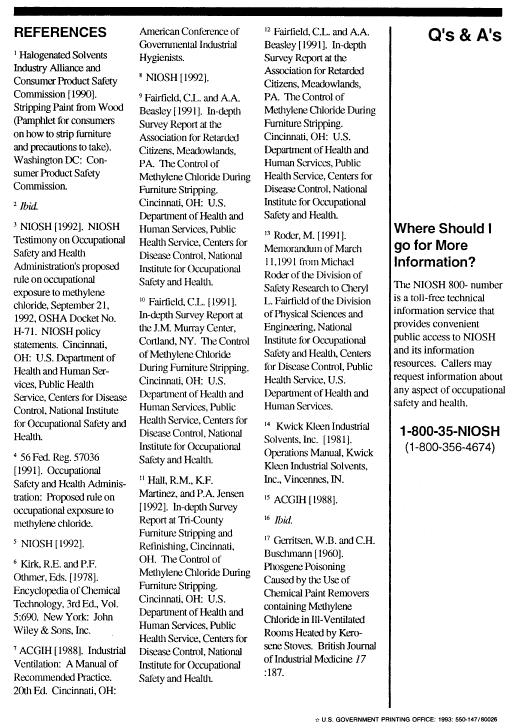 REFERENCES
1 Halogenated Solvents
Industry Alliance and
Consumer Product Safety
Commission [1990].
Stripping Paint from Wood
(Pamphlet for consumers
on how to strip furniture
and precautions to take).
Washington DC: Con-
sumer Product Safety
Commission.
2 Ibid.
3 NIOSH [1992]. NIOSH
Testimony on Occupational
Safety and Health
Administration's proposed
rule on occupational
exposure to methylene
chloride, September 21,
1992, OSHA Docket No.
H-71. NIOSH policy
statements. Cincinnati,
OH: U.S. Department of
Health and Human Ser-
vices, Public Health
Service, Centers for Disease
Control, National Institute
for Occupational Safety and
Health.
4 56 Fed. Reg. 57036
[1991]. Occupational
Safety and Health Adminis-
tration: Proposed rule on
occupational exposure to
methylene chloride.
5 NIOSH [1992].
6 Kirk, R.E. and P.F.
Othmer, Eds. [1978].
Encyclopedia of Chemical
Technology, 3rd Ed., Vol.
5:690. New York: John
Wiley & Sons, Inc.
7 ACGIH [1988]. Industrial
Ventilation: A Manual of
Recommended Practice.
20th Ed. Cincinnati, OH:
American Conference of
Governmental Industrial
Hygienists.
8 NIOSH [1992].
9 Fairfield, C.L. and A.A.
Beasley [1991]. In-depth
Survey Report at the
Association for Retarded
Citizens, Meadowlands,
PA. The Control of
Methylene Chloride During
Furniture Stripping.
Cincinnati, OH: U.S.
Department of Health and
Human Services, Public
Health Service, Centers for
Disease Control, National
Institute for Occupational
Safety and Health.
10 Fairfield, C.L. [1991].
In-depth Survey Report at
the J.M. Murray Center,
Cortland, NY. The Control
of Methylene Chloride
During Furniture Stripping.
Cincinnati, OH: U.S.
Department of Health and
Human Services, Public
Health Service, Centers for
Disease Control, National
Institute for Occupational
Safety and Health.
11 Hall, R.M., K.F.
Martinez, and P.A. Jensen
[1992]. In-depth Survey
Report at Tri-County
Furniture Stripping and
Refinishing, Cincinnati,
OH. The Control of
Methylene Chloride During
Furniture Stripping.
Cincinnati, OH: U.S.
Department of Health and
Human Services, Public
Health Service, Centers for
Disease Control, National
Institute for Occupational
Safety and Health.
12 Fairfield, C.L. and A.A.
Beasley [1991]. In-depth
Survey Report at the
Association for Retarded
Citizens, Meadowlands,
PA. The Control of
Methylene Chloride During
Furniture Stripping.
Cincinnati, OH: U.S.
Department of Health and
Human Services, Public
Health Service, Centers for
Disease Control, National
Institute for Occupational
Safety and Health.
13 Roder, M. [1991].
Memorandum of March
11,1991 from Michael
Roder of the Division of
Safety Research to Cheryl
L. Fairfield of the Division
of Physical Sciences and
Engineering, National
Institute for Occupational
Safety and Health, Centers
for Disease Control, Public
Health Service, U.S.
Department of Health and
Human Services.
14 Kwick Kleen Industrial
Solvents, Inc. [1981].
Operations Manual, Kwick
Kleen Industrial Solvents,
Inc., Vincennes, IN.
15 ACGIH [1988].
16 Ibid.
17 Gerritsen, W.B. and C.H.
Buschmann [1960].
Phosgene Poisoning
Caused by the Use of
Chemical Paint Removers
containing Methylene
Chloride in Ill-Ventilated
Rooms Heated by Kero-
sene Stoves. British Journal
of Industrial Medicine 17
:187.
Q's & A's
Where Should I
go for More
Information?
The NIOSH 800- number
is a toll-free technical
information service that
provides convenient
public access to NIOSH
and its information
resources. Callers may
request information about
any aspect of occupational
safety and health.
1-800-35-NIOSH
(1-800-356-4674)
☆ U.S. GOVERNMENT PRINTING OFFICE: 1993: 550-147/80026